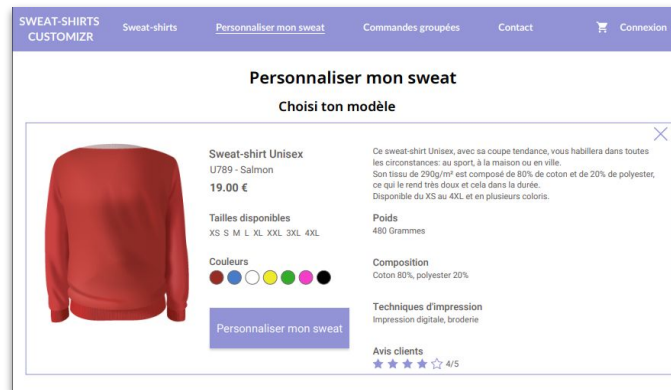 SWEAT-SHIRTS
CUSTOMIZR
Sweat-shirts
Personnaliser mon sweat
Commandes groupées
Contact
Connexion
Personnaliser mon sweat
Choisi ton modèle
Sweat-shirt Unisex
U789 - Salmon
19.00 €
Tailles disponibles
XS S M L XL XXL 3XL 4XL
Couleurs
Personnaliser mon sweat
Ce sweat-shirt Unisex, avec sa coupe tendance, vous habillera dans toutes
les circonstances: au sport, à la maison ou en ville.
Son tissu de 290g/m² est composé de 80% de coton et de 20% de polyester,
ce qui le rend très doux et cela dans la durée.
Disponible du XS au 4XL et en plusieurs coloris.
Poids
480 Grammes
Composition
Coton 80%, polyester 20%
Techniques d'impression
Impression digitale, broderie
Avis clients
4/5